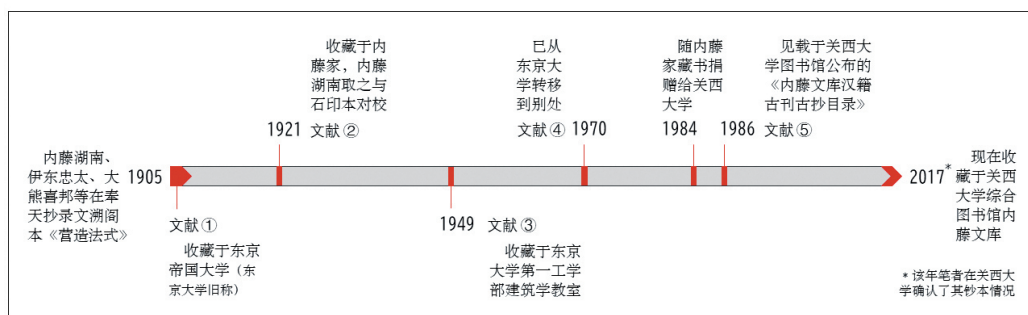 内藤湖南、
伊东忠太、大
熊喜邦等在奉
天抄录文溯阁
本《营造法式》
1905
文献①
收藏于东京
帝国大学（东
京大学旧称）
收藏于内
藤家，内藤
湖南取之与
石印本对校
1921 文献②
1949
文献③
收藏于东京
大学第一工学
部建筑学教室
已从
东京大
学转移
到别处
文献④ 1970
随内藤
家藏书捐
赠给关西
大学
1984
见载于关西大
学图书馆公布的
《内藤文库汉籍
古刊古抄目录》
1986 文献⑤
2017*
现在收
藏于关西
大学综合
图书馆内
藤文库
* 该年笔者在关西大
学确认了其钞本情况